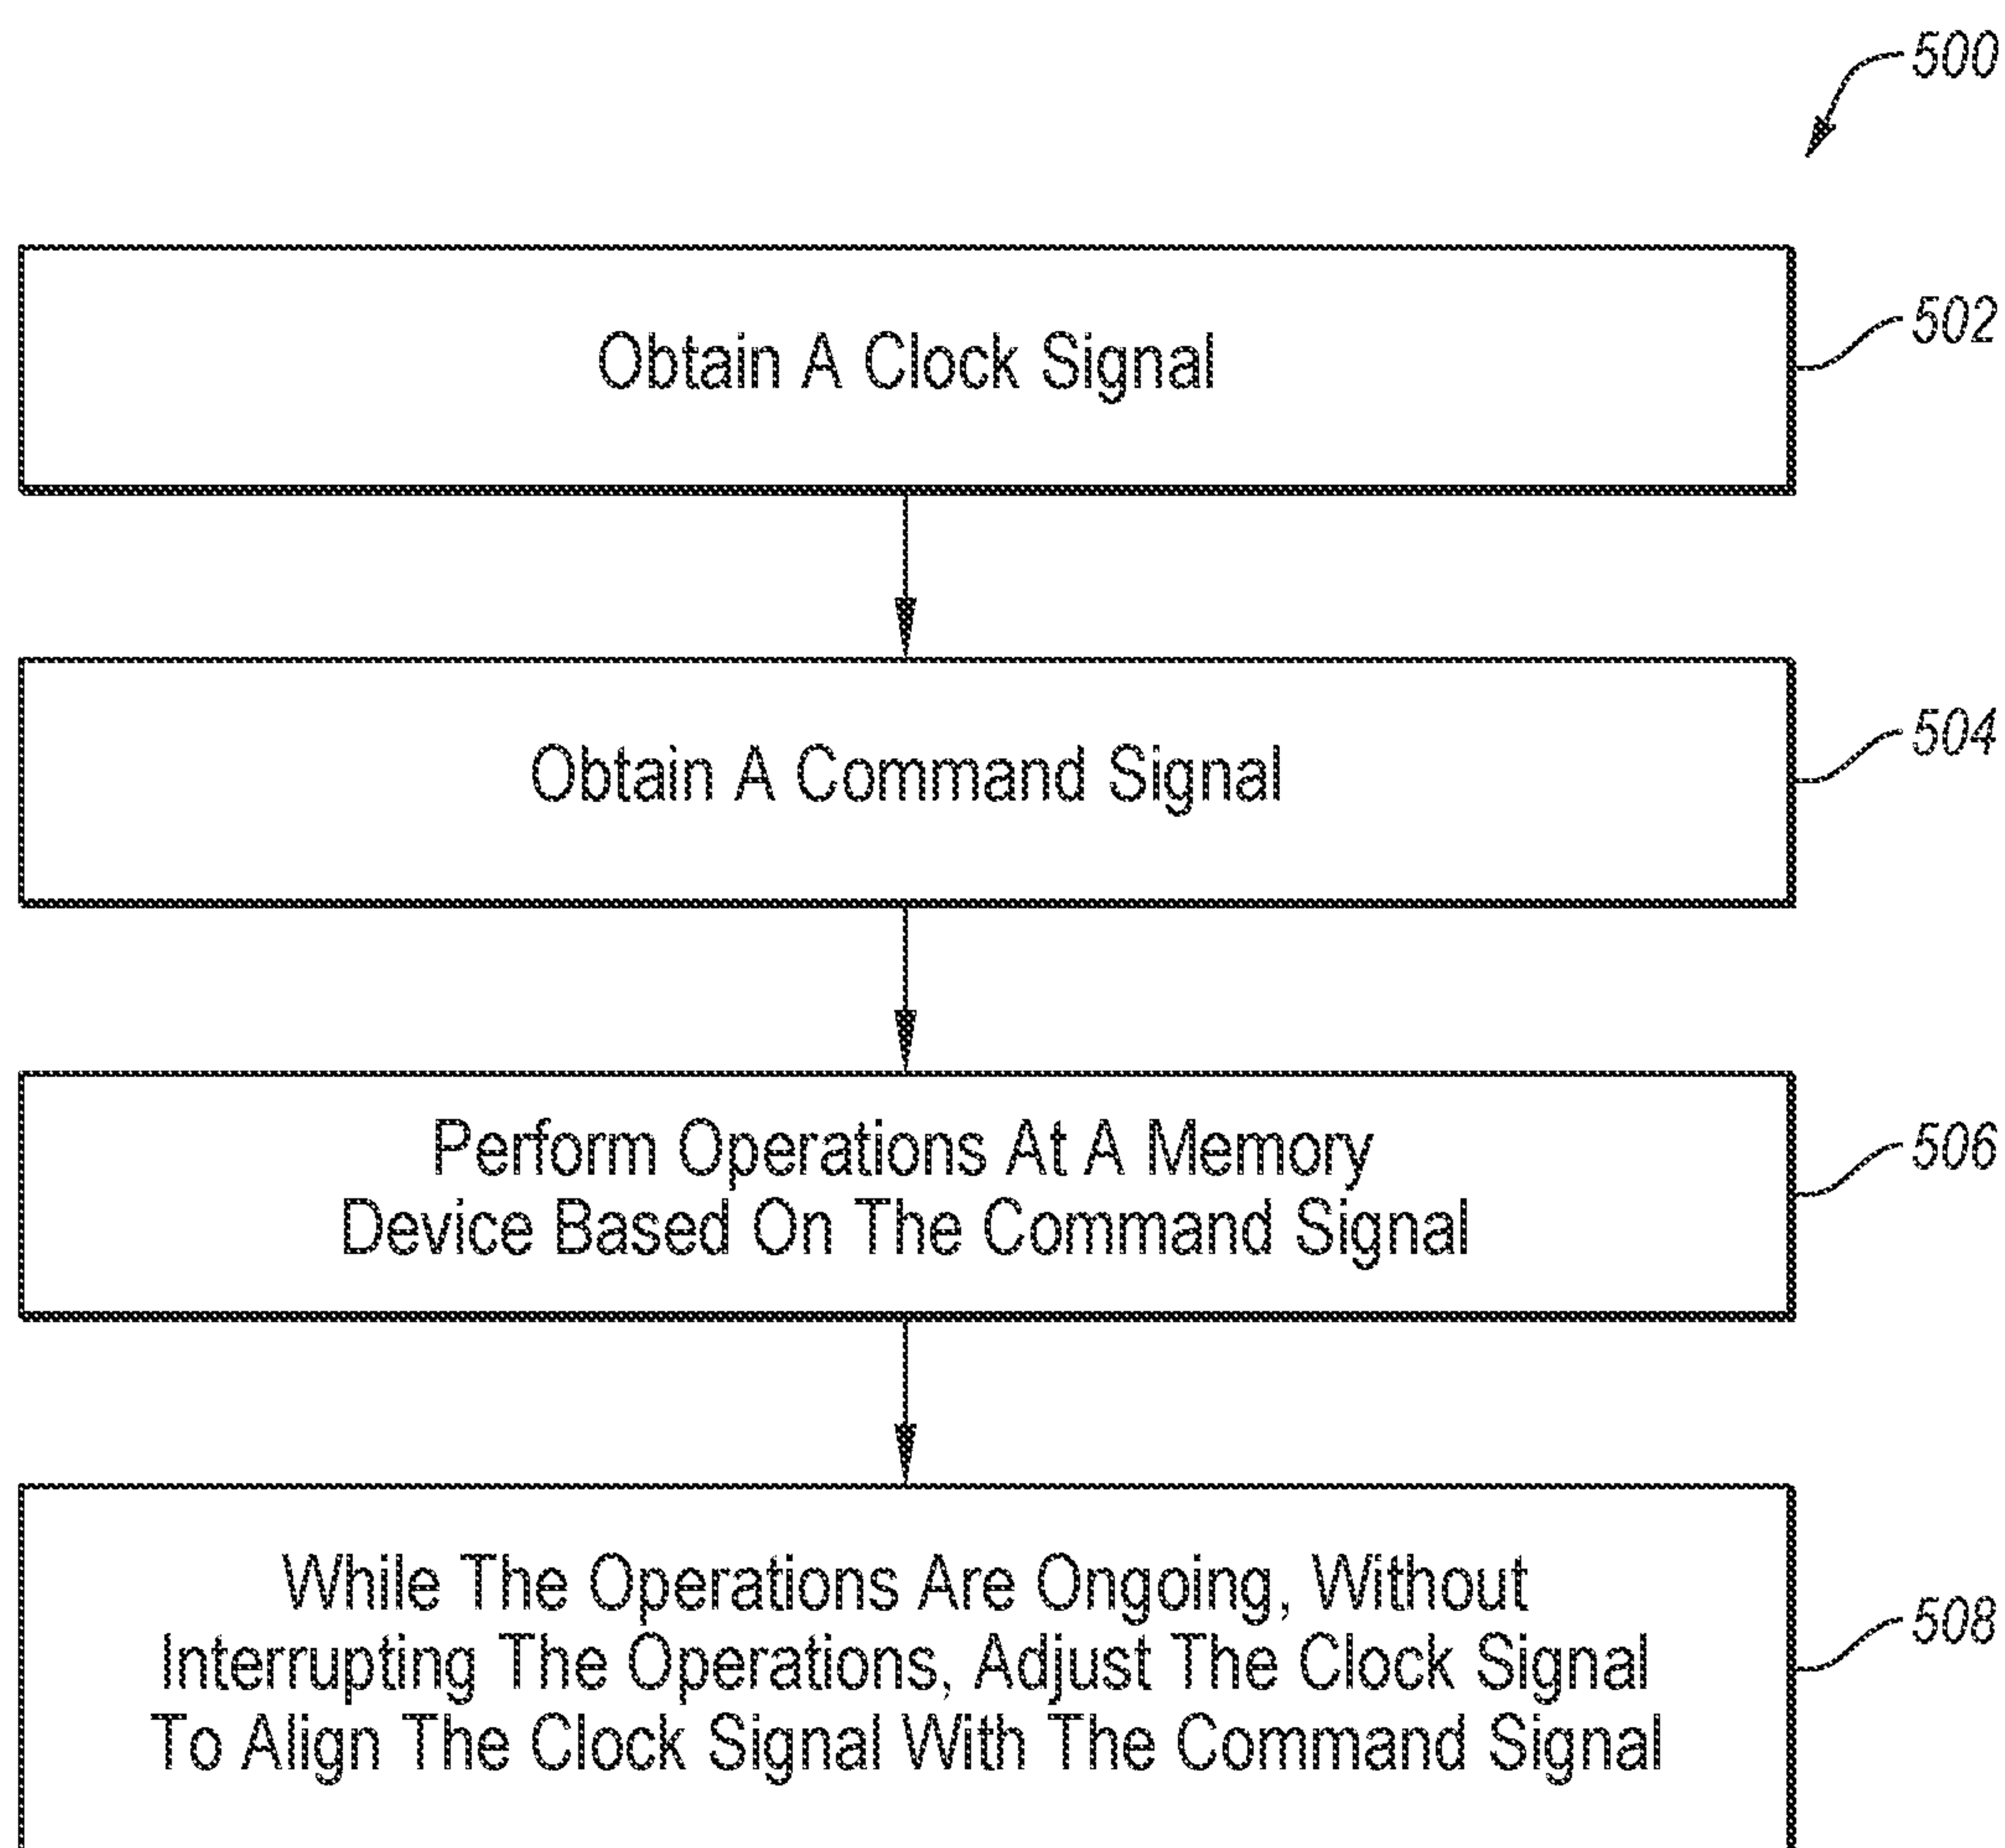 500
Obtain A Clock Signal
502
Obtain A Command Signal
504
Perform Operations At A Memory
Device Based On The Command Signal
506
While The Operations Are Ongoing, Without
Interrupting The Operations, Adjust The Clock Signal
To Align The Clock Signal With The Command Signal
508